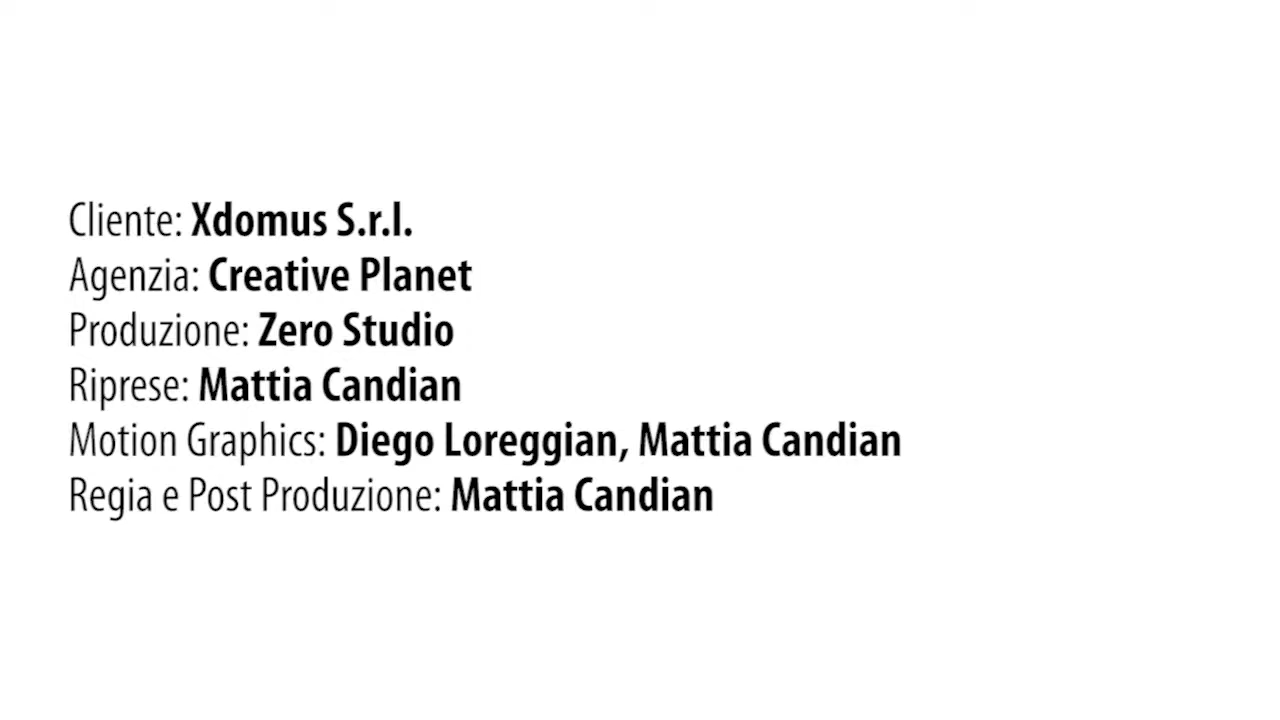 Cliente: Xdomus S.r.l.
Agenzia: Creative Planet
Produzione: Zero Studio
Riprese: Mattia Candian
Motion Graphics: Diego Loreggian, Mattia Candian
Regia e Post Produzione: Mattia Candian